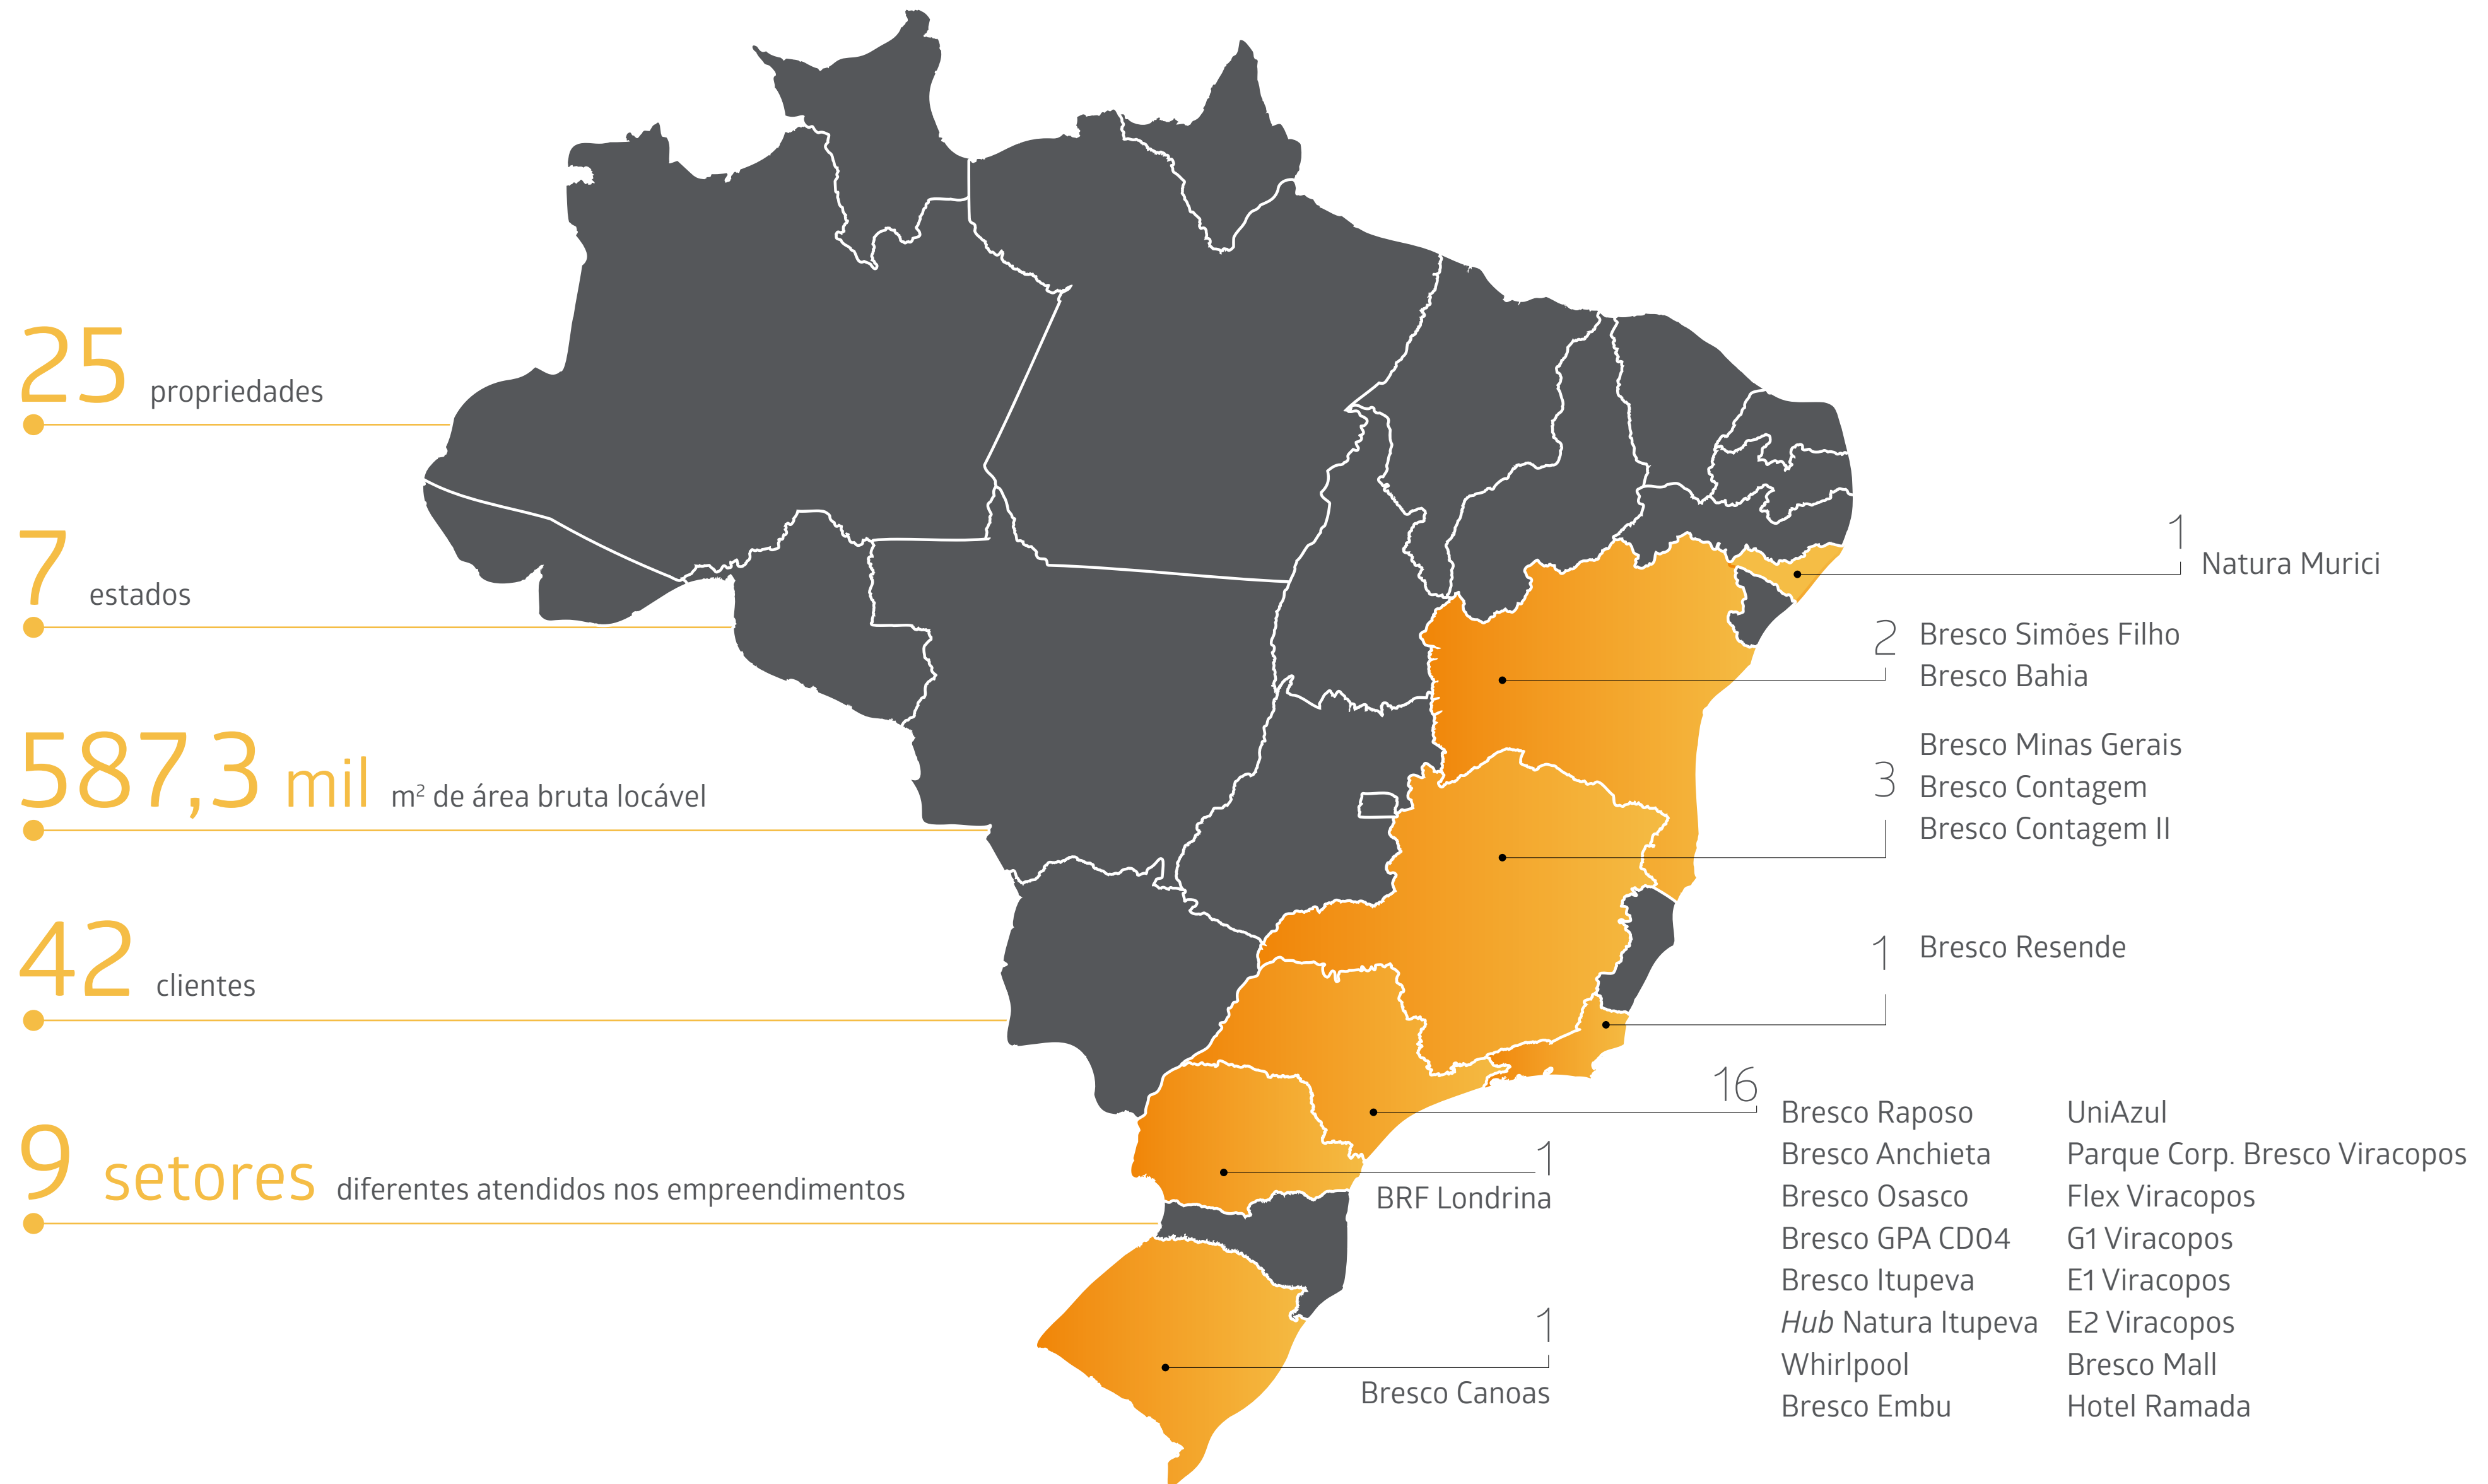 25 propriedades
7 estados
587,3 mil m² de área bruta locável
42 clientes
9 setores diferentes atendidos nos empreendimentos
1
Natura Murici
2
Bresco Simões Filho
Bresco Bahia
3
Bresco Minas Gerais
Bresco Contagem
Bresco Contagem II
1
Bresco Resende
16
Bresco Raposo
Bresco Anchieta
Bresco Osasco
Bresco GPA CD04
Bresco Itupeva
Hub Natura Itupeva
Whirlpool
Bresco Embu
UniAzul
Parque Corp. Bresco Viracopos
Flex Viracopos
G1 Viracopos
E1 Viracopos
E2 Viracopos
Bresco Mall
Hotel Ramada
1
BRF Londrina
1
Bresco Canoas